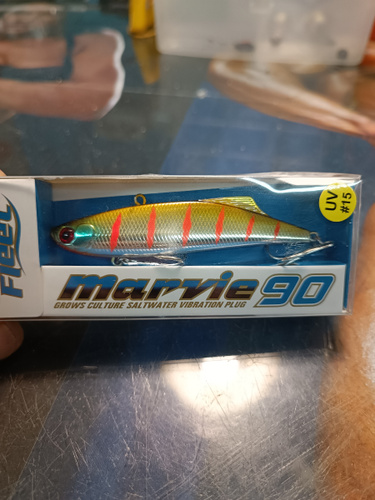 Fleet
UV
#15
marvie 90
GROWS CULTURE SALTWATER VIBRATION PLUG